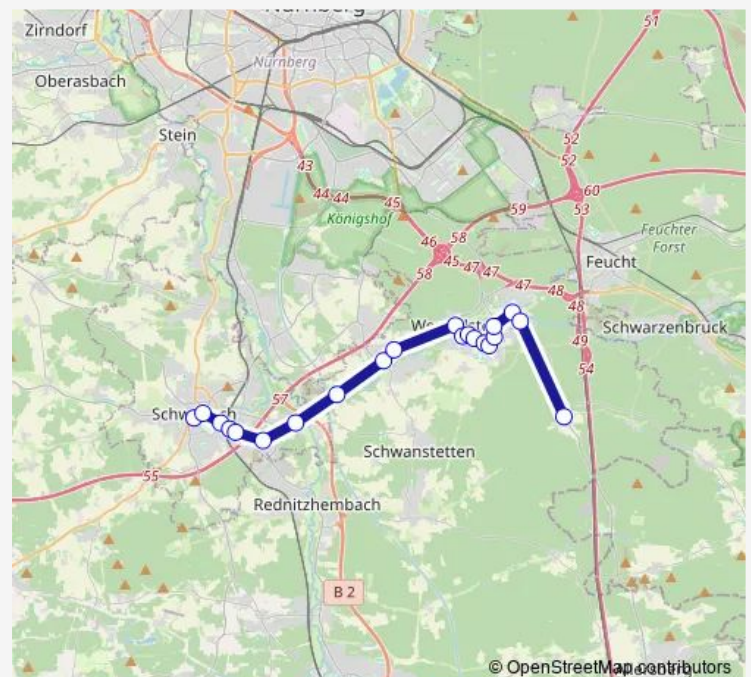 Nürnberg
Zirndorf
51
Nürnberg
Oberasbach
Stein
52
43
52
44
44
45
60
59
53
Königshof
46
58
Feuchter
Forst
45
47
47
Feucht
58
47
48
48
Schwarzenbruck
49
54
57
Schwanstetten
55
Rednitzhembach
B 2
© OpenStreetMap contributors